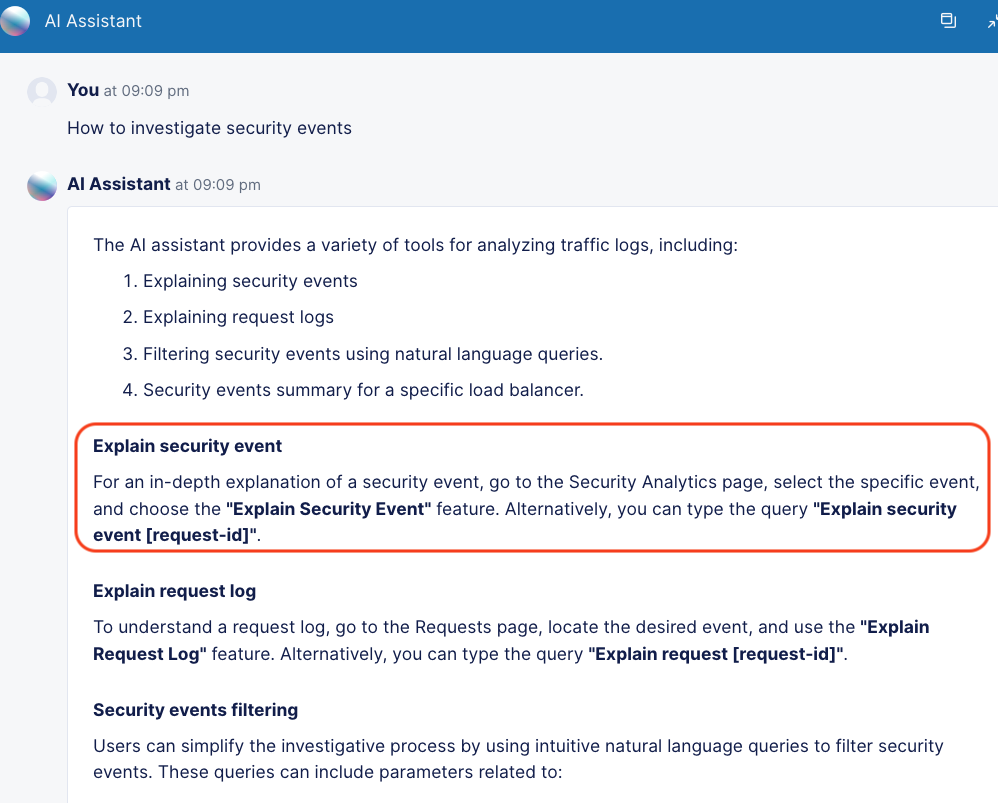 AI Assistant
You at 09:09 pm
How to investigate security events
AI Assistant at 09:09 pm
The AI assistant provides a variety of tools for analyzing traffic logs, including:
1. Explaining security events
2. Explaining request logs
3. Filtering security events using natural language queries.
4. Security events summary for a specific load balancer.
Explain security event
For an in-depth explanation of a security event, go to the Security Analytics page, select the specific event,
and choose the "Explain Security Event" feature. Alternatively, you can type the query "Explain security
event [request-id]".
Explain request log
To understand a request log, go to the Requests page, locate the desired event, and use the "Explain
Request Log" feature. Alternatively, you can type the query "Explain request [request-id]".
Security events filtering
Users can simplify the investigative process by using intuitive natural language queries to filter security
events. These queries can include parameters related to: